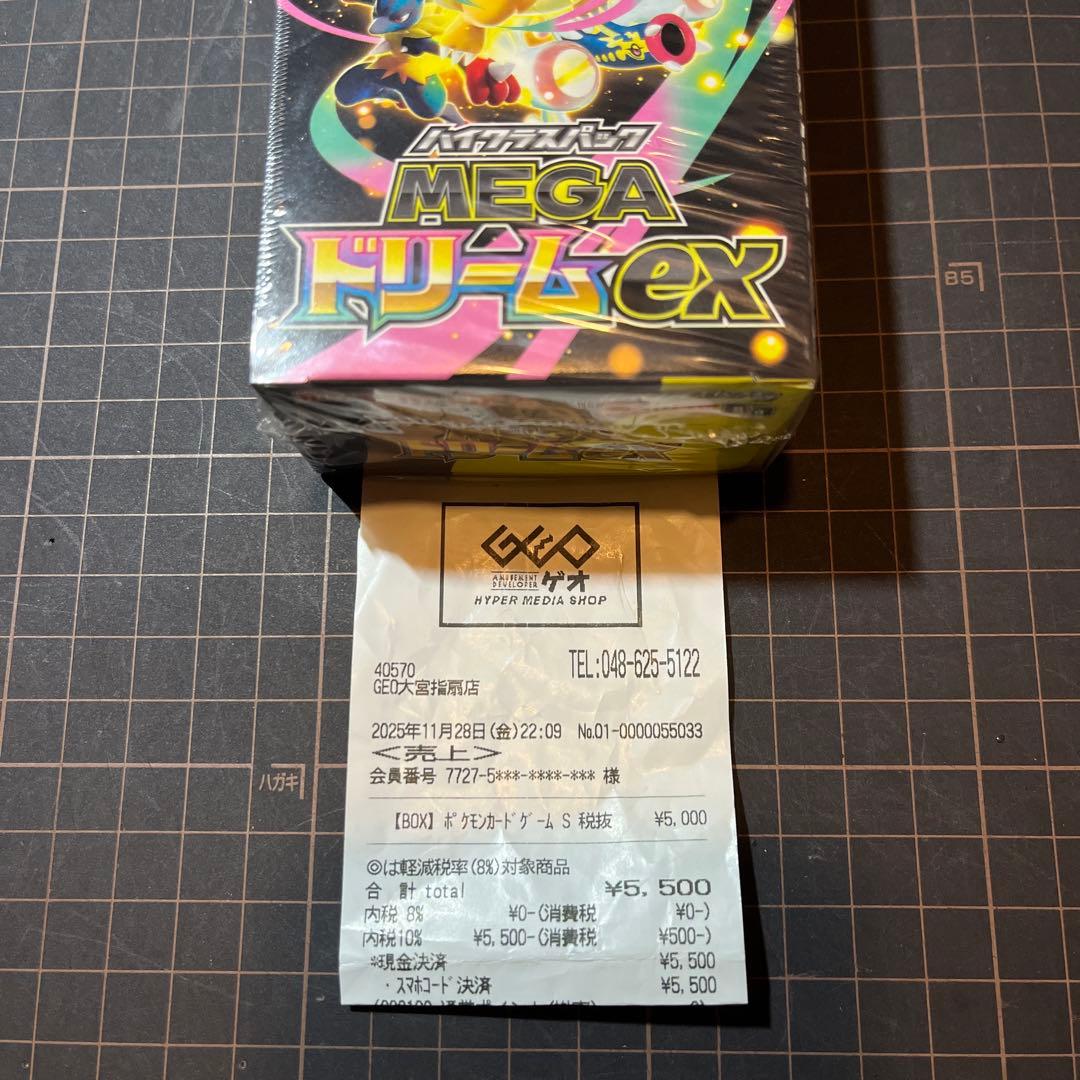 ハイクラスパック
MEGA
ドリームex
ドリームex
B5
GEO
AMUSEMENT DEVELOPER ゲオ
HYPER MEDIA SHOP
40570 TEL:048-625-5122
GEO大宮指扇店
2025年11月28日(金)22:09 No.01-0000055033
<売上>
会員番号 7727-5***-****-*** 様
ハガキ
【BOX】ポケモンカードゲーム S 税抜 ¥5,000
◎は軽減税率(8%)対象商品
合 計 total ¥5,500
内税 8% ¥0-(消費税 ¥0-)
内税10% ¥5,500-(消費税 ¥500-)
*現金決済 ¥5,500
・スマホコード決済 ¥5,500